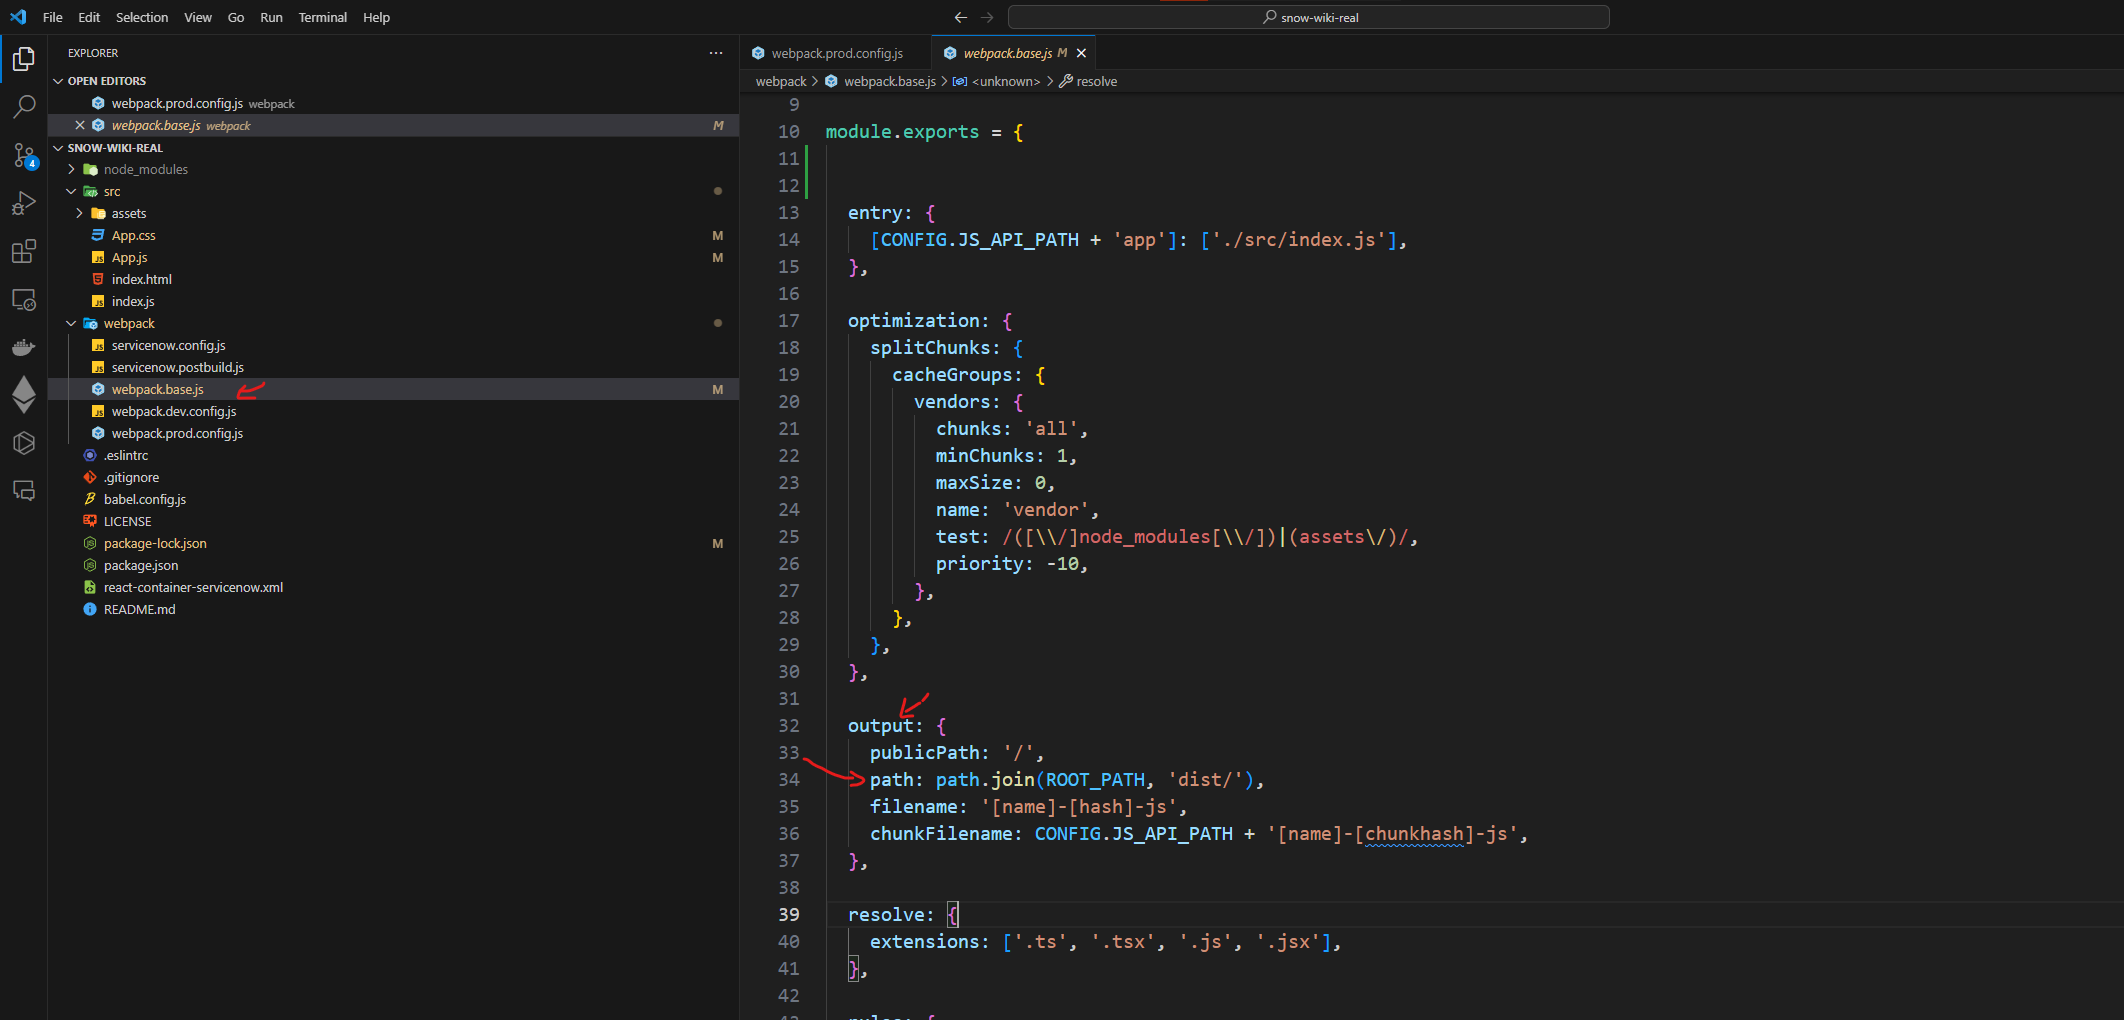 File Edit Selection View Go Run Terminal Help
snow-wiki-real
EXPLORER ...
OPEN EDITORS
webpack.prod.config.js webpack
webpack.base.js webpack M
SNOW-WIKI-REAL
node_modules
src
assets
App.css M
App.js M
index.html
index.js
webpack
servicenow.config.js
servicenow.postbuild.js
webpack.base.js M
webpack.dev.config.js
webpack.prod.config.js
.eslintrc
.gitignore
babel.config.js
LICENSE
package-lock.json M
package.json
react-container-servicenow.xml
README.md
4
webpack.prod.config.js webpack.base.js M
webpack > webpack.base.js > <unknown> > resolve
9
10 module.exports = {
11
12
13 entry: {
14 [CONFIG.JS_API_PATH + 'app']: ['./src/index.js'],
15 },
16
17 optimization: {
18 splitChunks: {
19 cacheGroups: {
20 vendors: {
21 chunks: 'all',
22 minChunks: 1,
23 maxSize: 0,
24 name: 'vendor',
25 test: /([\\/]node_modules[\\/])|(assets\/)/,
26 priority: -10,
27 },
28 },
29 },
30 },
31
32 output: {
33 publicPath: '/',
34 path: path.join(ROOT_PATH, 'dist/'),
35 filename: '[name]-[hash]-js',
36 chunkFilename: CONFIG.JS_API_PATH + '[name]-[chunkhash]-js',
37 },
38
39 resolve: {
40 extensions: ['.ts', '.tsx', '.js', '.jsx'],
41 },
42